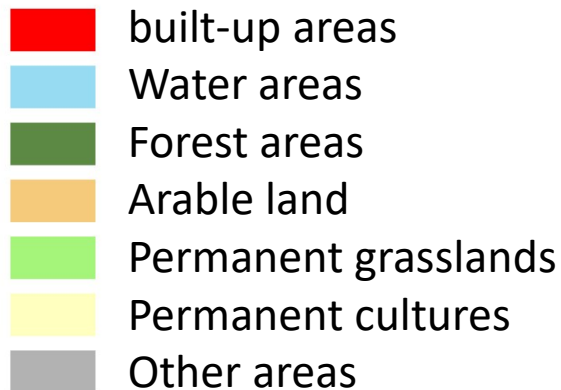 built-up areas
Water areas
Forest areas
Arable land
Permanent grasslands
Permanent cultures
Other areas